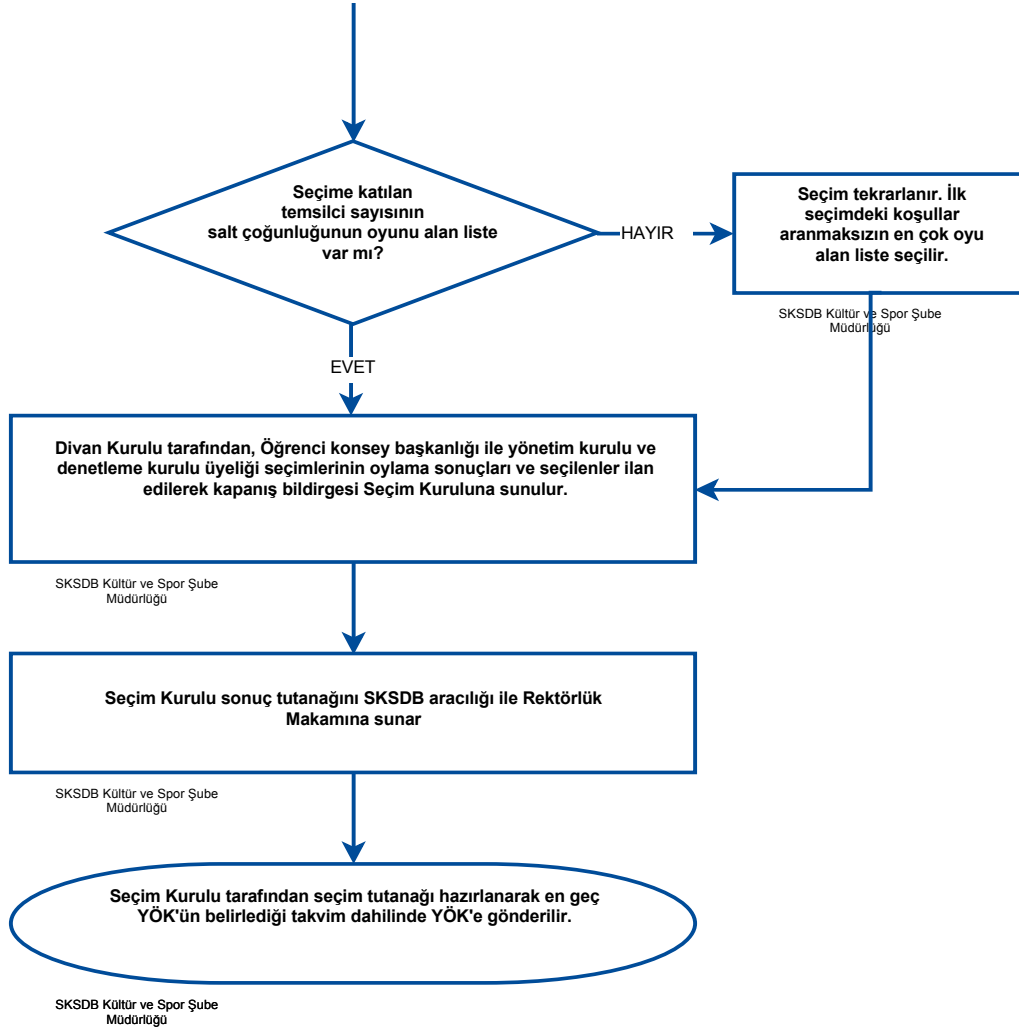 Seçime katılan
temsilci sayısının
salt çoğunluğunun oyunu alan liste
var mı?
HAYIR
Seçim tekrarlanır. İlk
seçimdeki koşullar
aranmaksızın en çok oyu
alan liste seçilir.
SKSDB Kültür ve Spor Şube
Müdürlüğü
EVET
Divan Kurulu tarafından, Öğrenci konsey başkanlığı ile yönetim kurulu ve
denetleme kurulu üyeliği seçimlerinin oylama sonuçları ve seçilenler ilan
edilerek kapanış bildirgesi Seçim Kuruluna sunulur.
SKSDB Kültür ve Spor Şube
Müdürlüğü
Seçim Kurulu sonuç tutanağını SKSDB aracılığı ile Rektörlük
Makamına sunar
SKSDB Kültür ve Spor Şube
Müdürlüğü
Seçim Kurulu tarafından seçim tutanağı hazırlanarak en geç
YÖK'ün belirlediği takvim dahilinde YÖK'e gönderilir.
SKSDB Kültür ve Spor Şube
Müdürlüğü